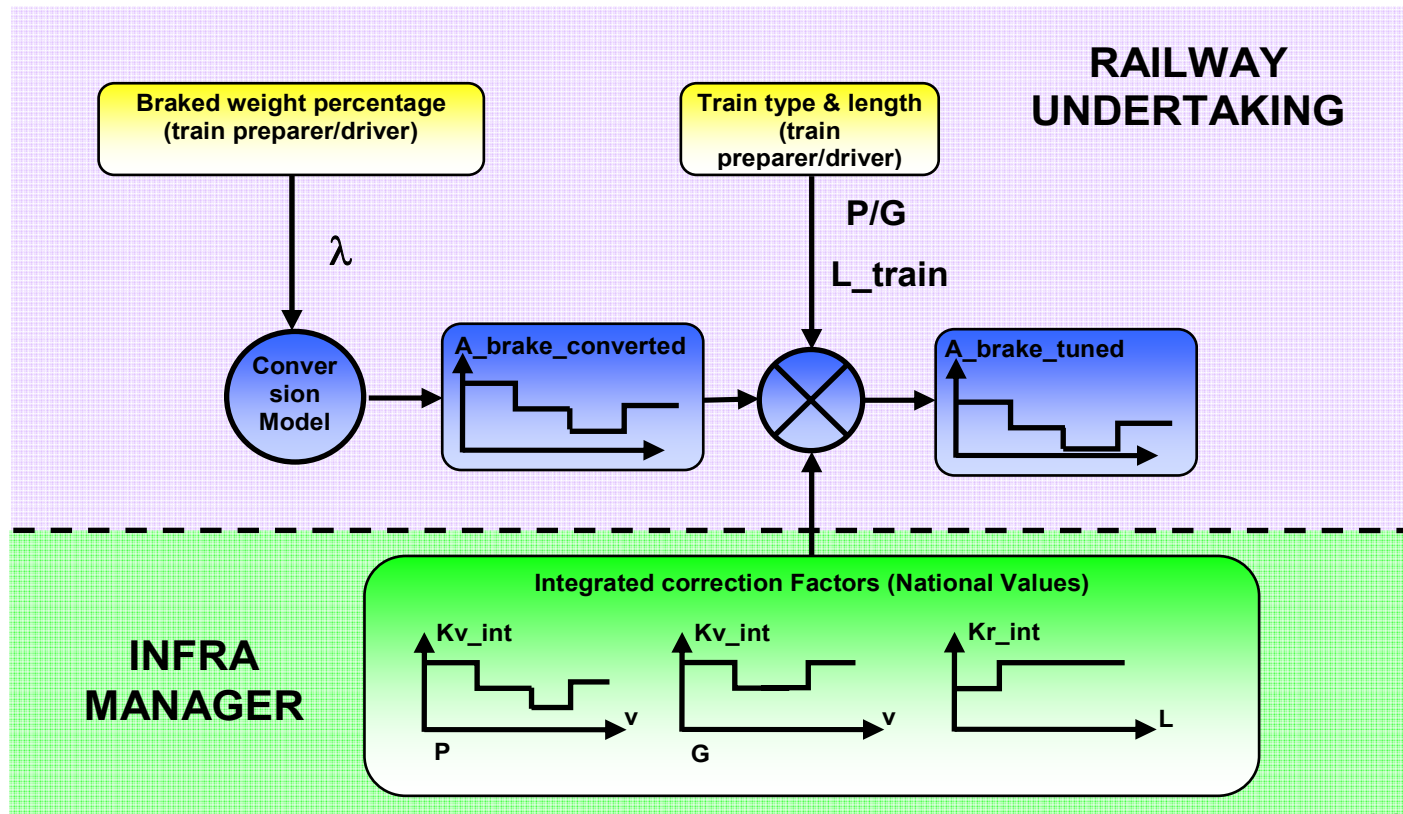 RAILWAY
UNDERTAKING
Braked weight percentage
(train preparer/driver)
Train type & length
(train
preparer/driver)
P/G
L_train
λ
Conver
sion
Model
A_brake_converted
A_brake_tuned
INFRA
MANAGER
Integrated correction Factors (National Values)
Kv_int
v
P
Kv_int
v
G
Kr_int
L